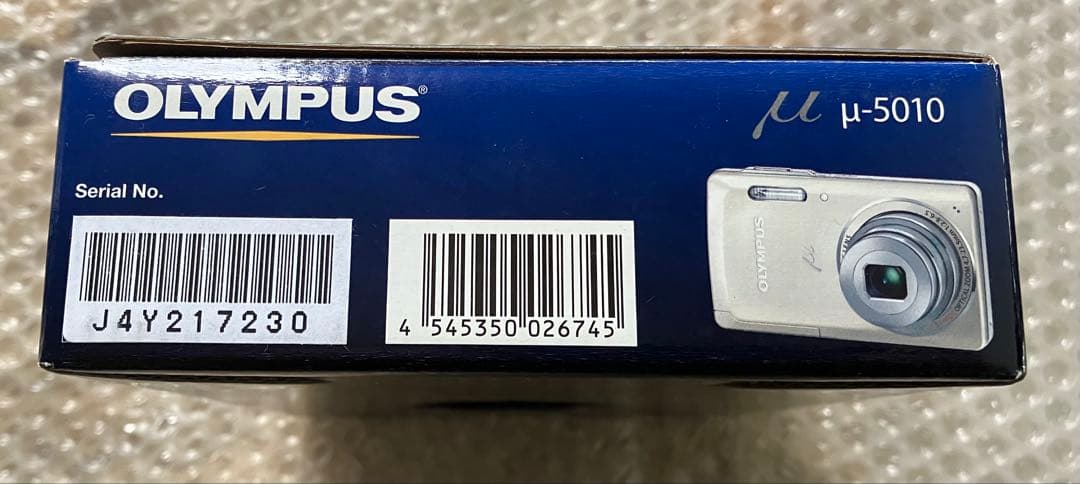 OLYMPUS®
μ μ-5010
Serial No.
J4Y217230
4 545350 026745
OLYMPUS
μ